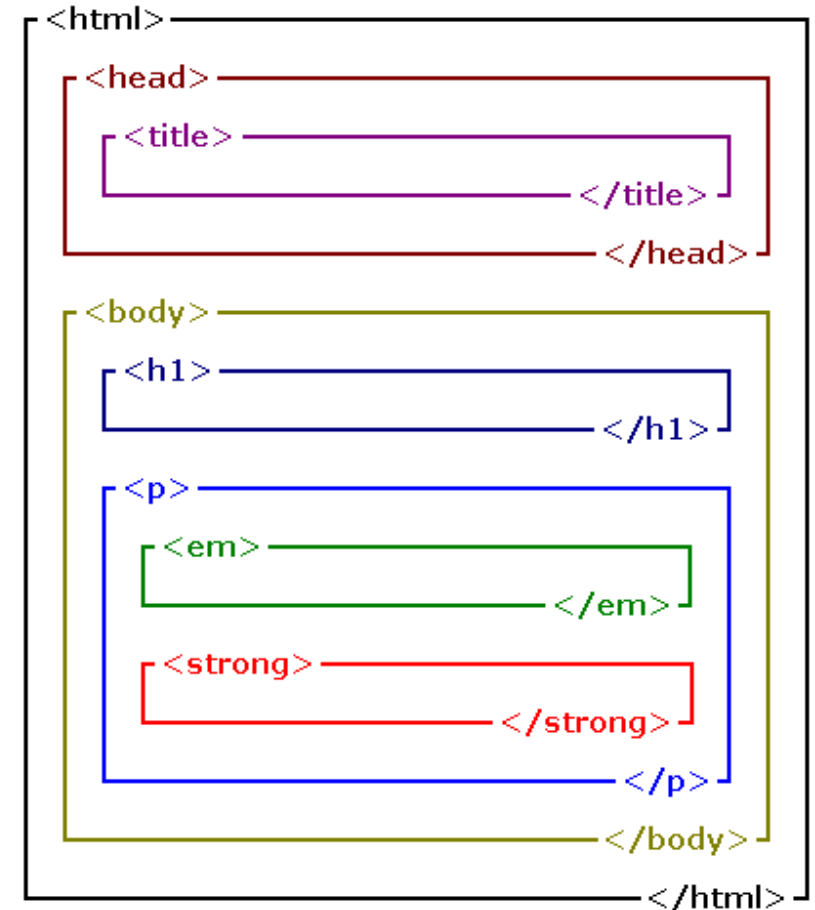 <html>
<head>
<title>
</title>
</head>
<body>
<h1>
</h1>
<p>
<em>
</em>
<strong>
</strong>
</p>
</body>
</html>